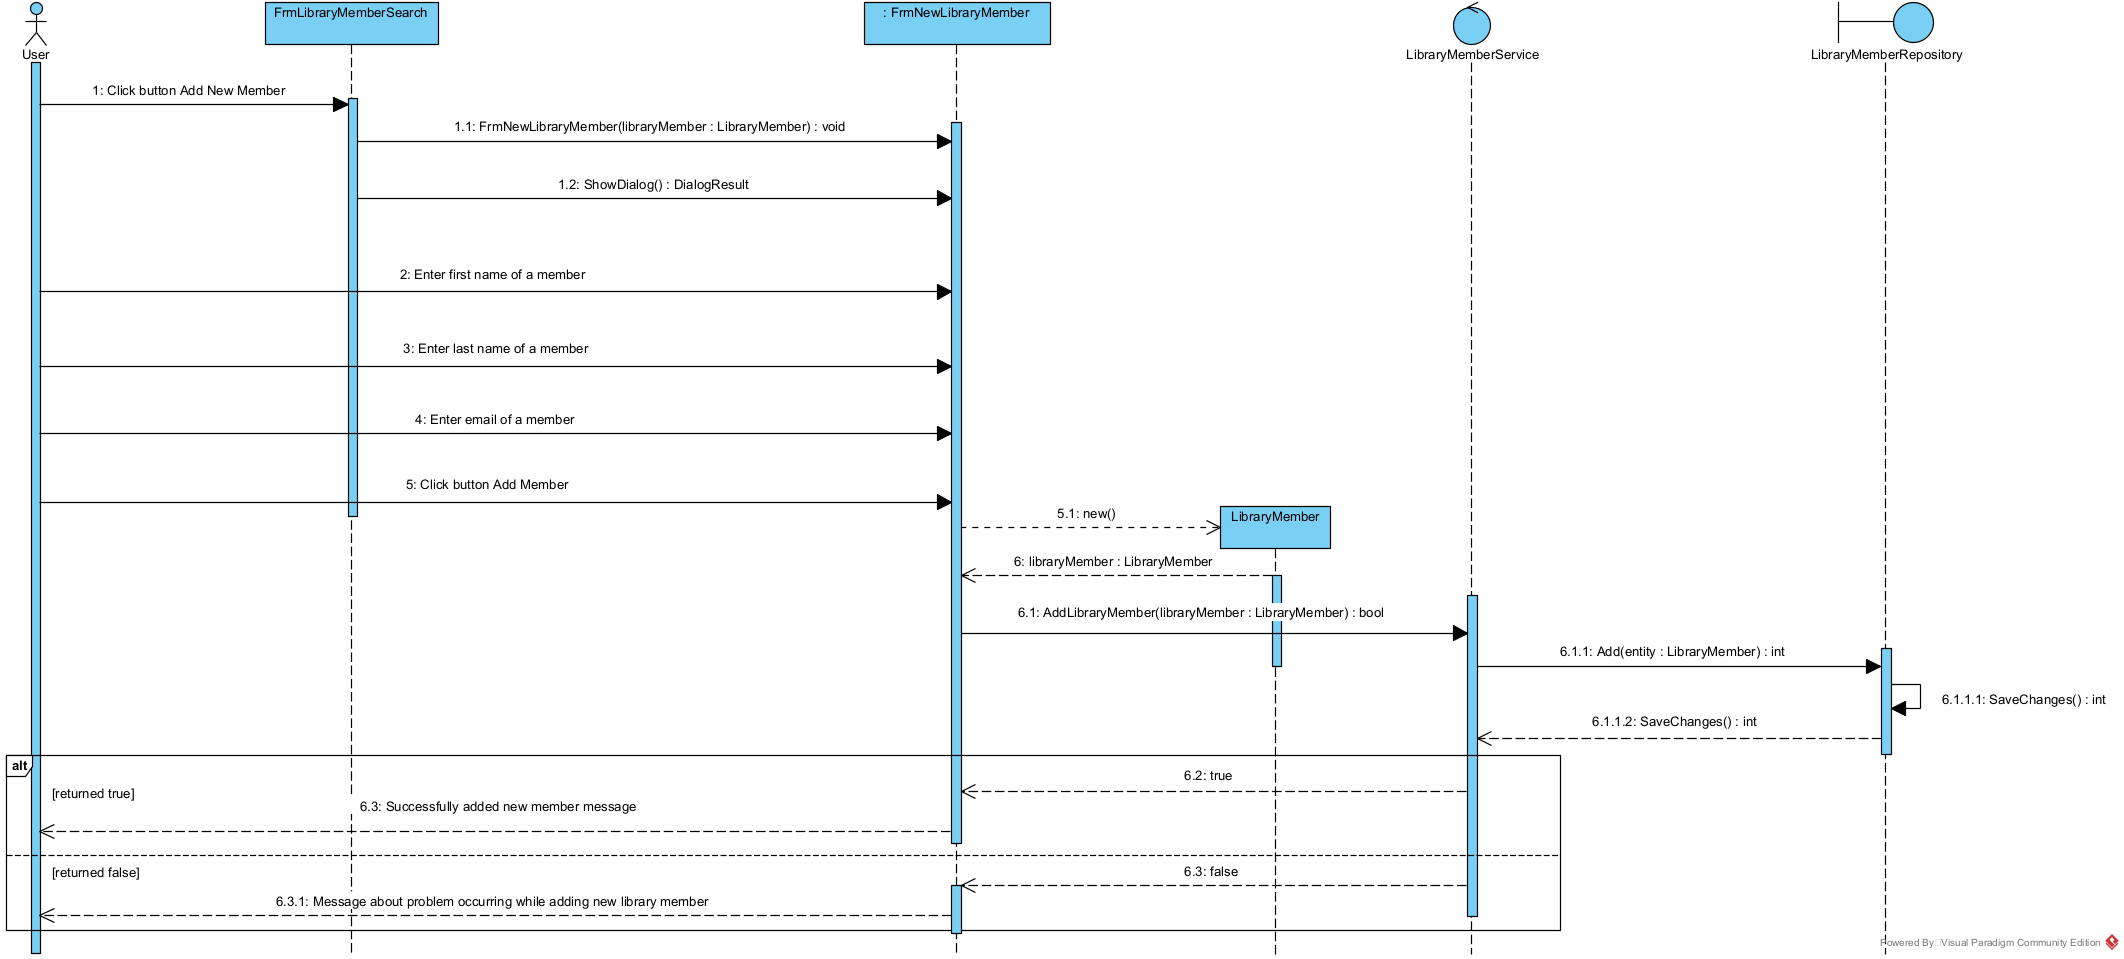 FrmLibraryMemberSearch
: FrmNewLibraryMember
User
LibraryMemberService
LibraryMemberRepository
1: Click button Add New Member
1.1: FrmNewLibraryMember(libraryMember : LibraryMember) : void
1.2: ShowDialog() : DialogResult
2: Enter first name of a member
3: Enter last name of a member
4: Enter email of a member
5: Click button Add Member
5.1: new()
LibraryMember
6: libraryMember : LibraryMember
6.1: AddLibraryMember(libraryMember : LibraryMember) : bool
6.1.1: Add(entity : LibraryMember) : int
6.1.1.1: SaveChanges() : int
6.1.1.2: SaveChanges() : int
alt
6.2: true
[returned true]
6.3: Successfully added new member message
[returned false]
6.3: false
6.3.1: Message about problem occurring while adding new library member
Powered By Visual Paradigm Community Edition